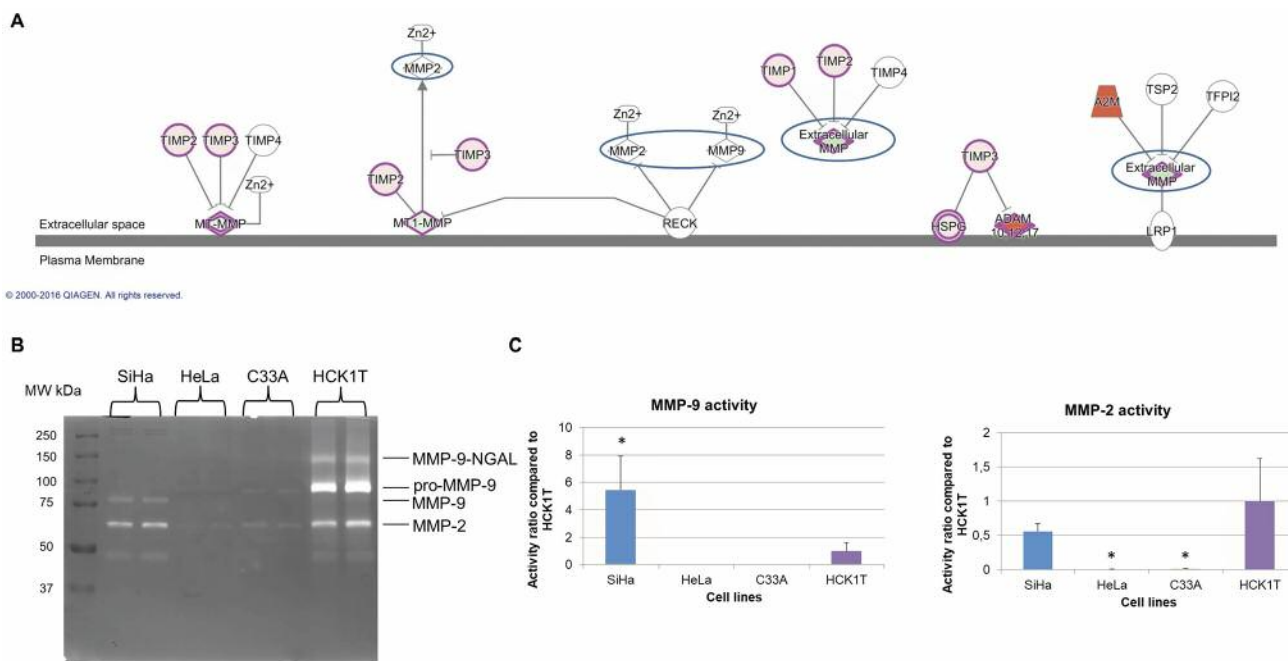 A
Zn2+
MMP2
TIMP2
TIMP3
TIMP4
Zn2+
MT-MMP
TIMP3
TIMP2
MT1-MMP
Zn2+
Zn2+
MMP2
MMP9
RECK
TIMP1
TIMP2
TIMP4
Extracellular
MMP
TIMP3
HSPG
ADAM
10,12,17
A2M
TSP2
TFPI2
Extracellular
MMP
LRP1
Extracellular space
Plasma Membrane
© 2000-2016 QIAGEN. All rights reserved.
B
SiHa HeLa C33A HCK1T
MW kDa
250
150
100
75
50
37
MMP-9-NGAL
pro-MMP-9
MMP-9
MMP-2
C
MMP-9 activity
Activity ratio compared to
HCK1T
10
8
6
4
2
0
*
SiHa HeLa C33A HCK1T
Cell lines
MMP-2 activity
Activity ratio compared to
HCK1T
2
1,5
1
0,5
0
* *
SiHa HeLa C33A HCK1T
Cell lines